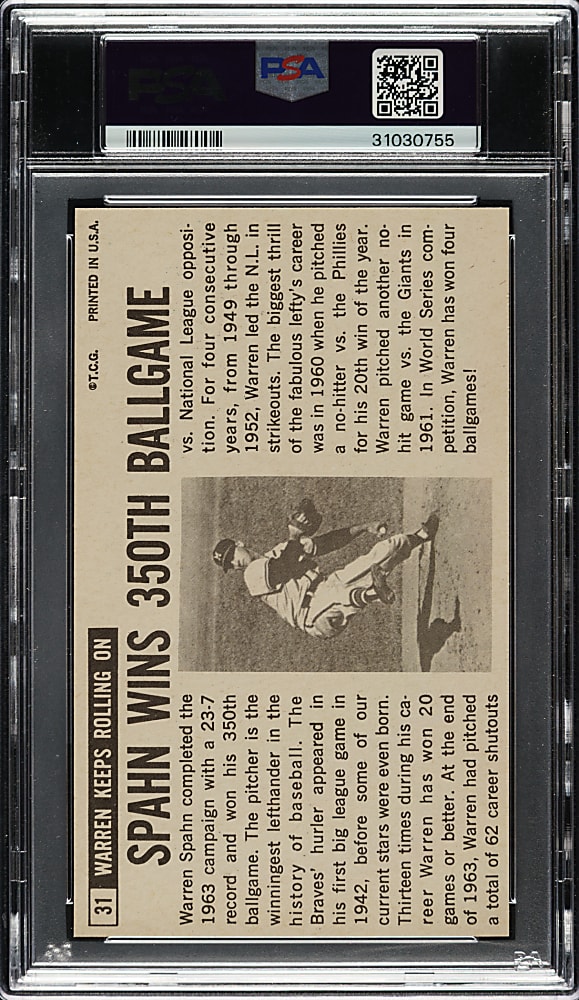 PSA
PSA
31030755
31 WARREN KEEPS ROLLING ON
©T.C.G. PRINTED IN U.S.A.
SPAHN WINS 350TH BALLGAME
Warren Spahn completed the
1963 campaign with a 23-7
record and won his 350th
ballgame. The pitcher is the
winningest lefthander in the
history of baseball. The
Braves' hurler appeared in
his first big league game in
1942, before some of our
current stars were even born.
Thirteen times during his ca-
reer Warren has won 20
games or better. At the end
of 1963, Warren had pitched
a total of 62 career shutouts
vs. National League opposi-
tion. For four consecutive
years, from 1949 through
1952, Warren led the N.L. in
strikeouts. The biggest thrill
of the fabulous lefty's career
was in 1960 when he pitched
a no-hitter vs. the Phillies
for his 20th win of the year.
Warren pitched another no-
hit game vs. the Giants in
1961. In World Series com-
petition, Warren has won four
ballgames!